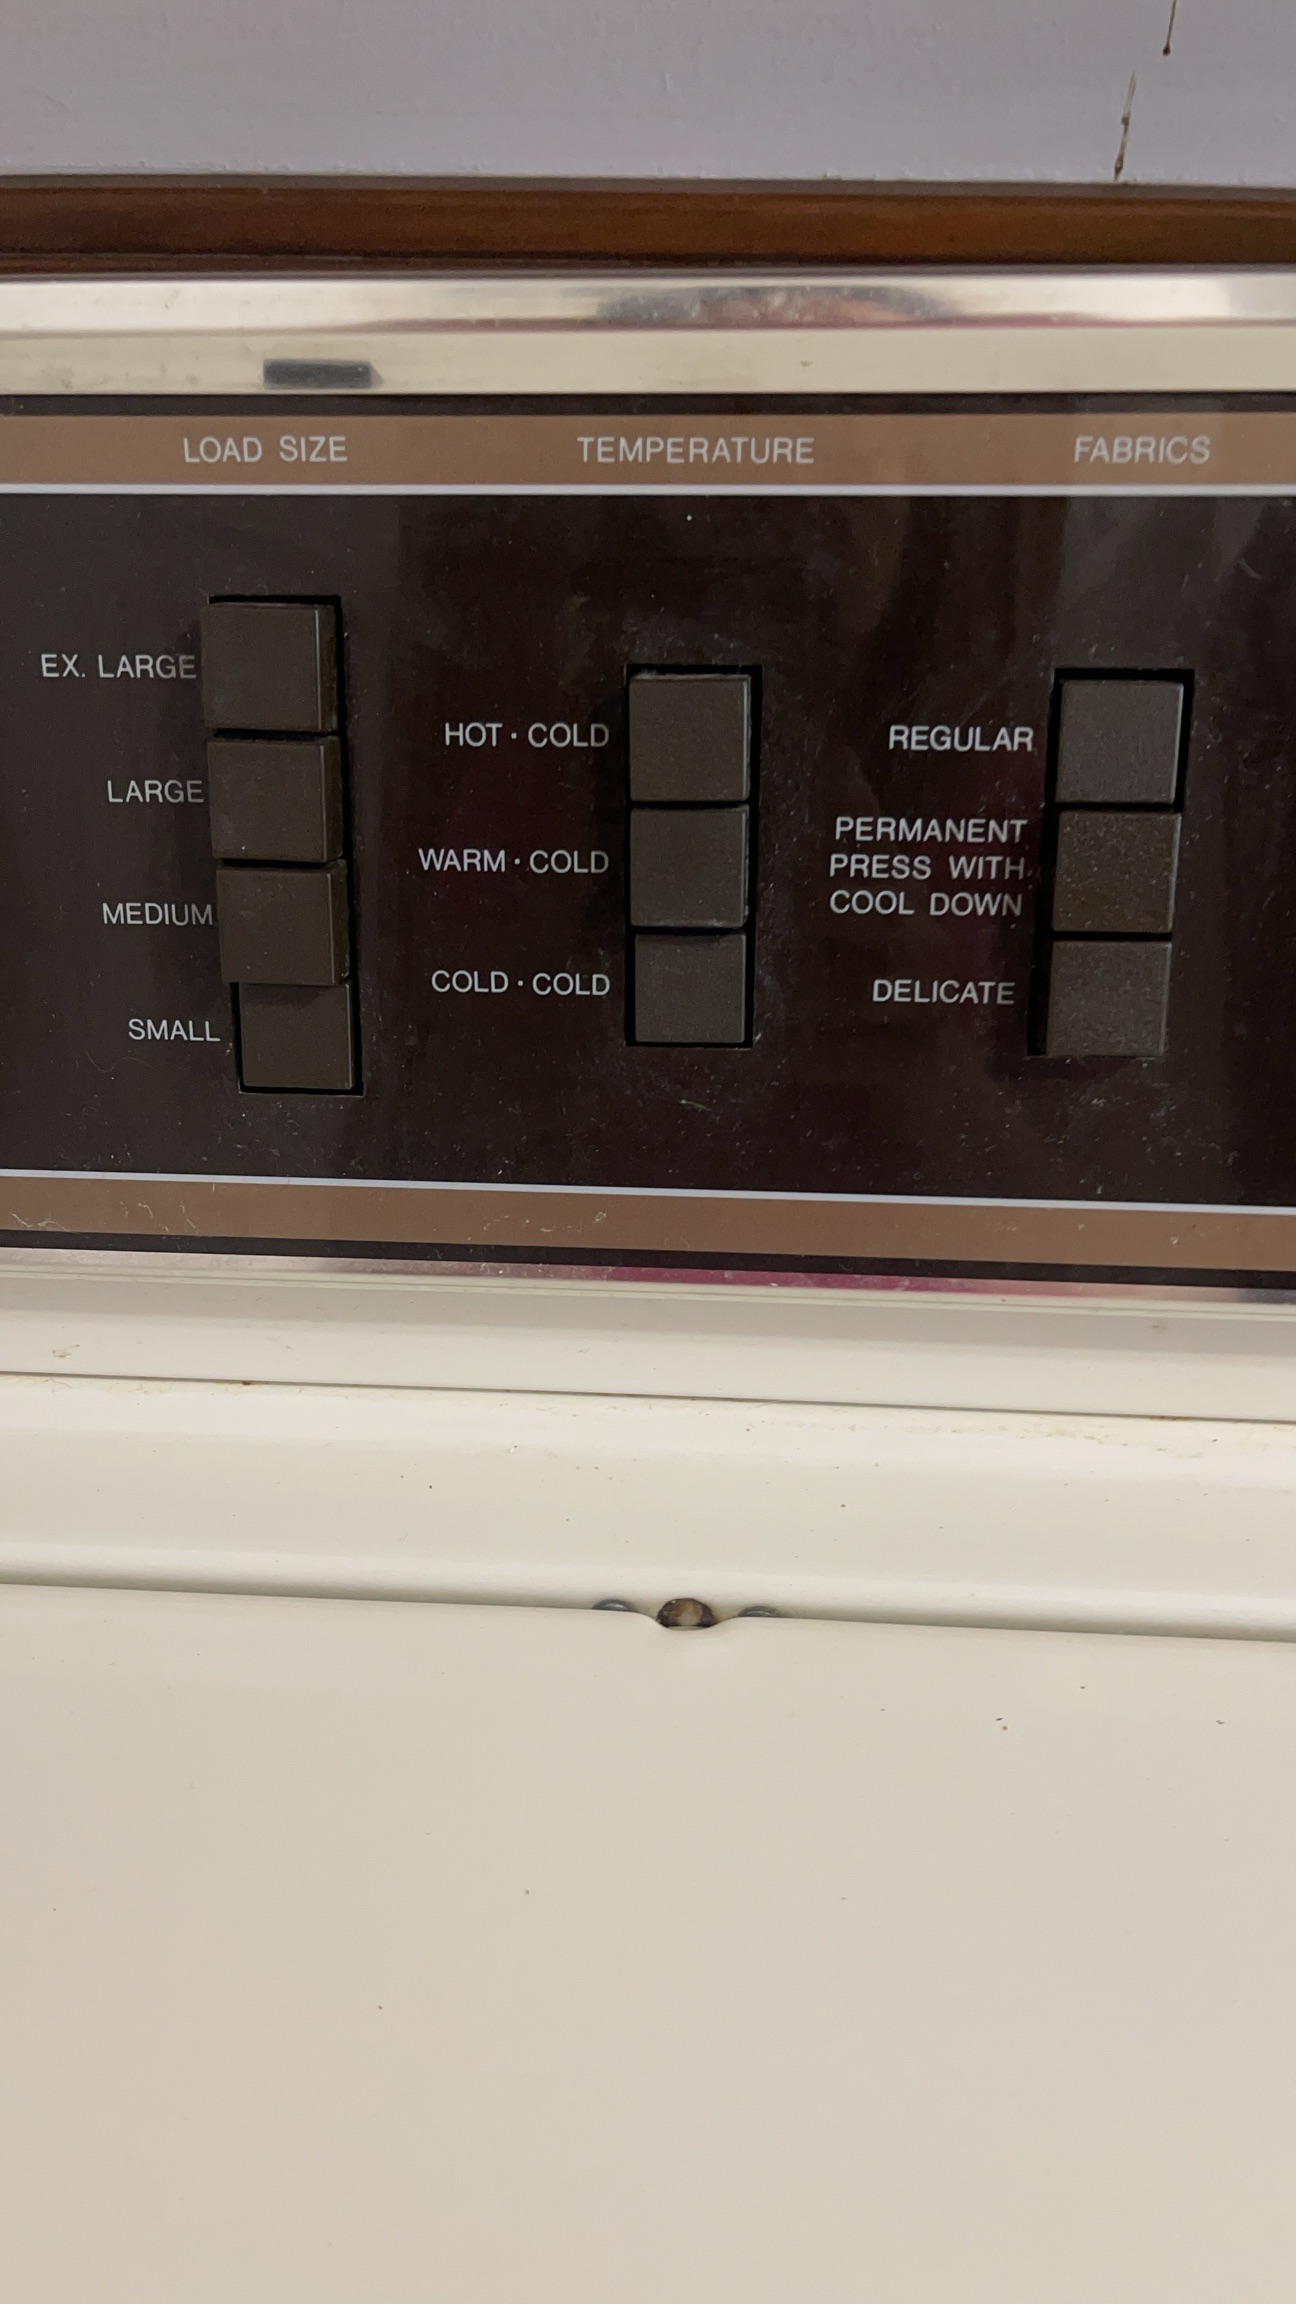 LOAD SIZE
TEMPERATURE
FABRICS
EX. LARGE
LARGE
MEDIUM
SMALL
HOT · COLD
WARM · COLD
COLD · COLD
REGULAR
PERMANENT
PRESS WITH
COOL DOWN
DELICATE